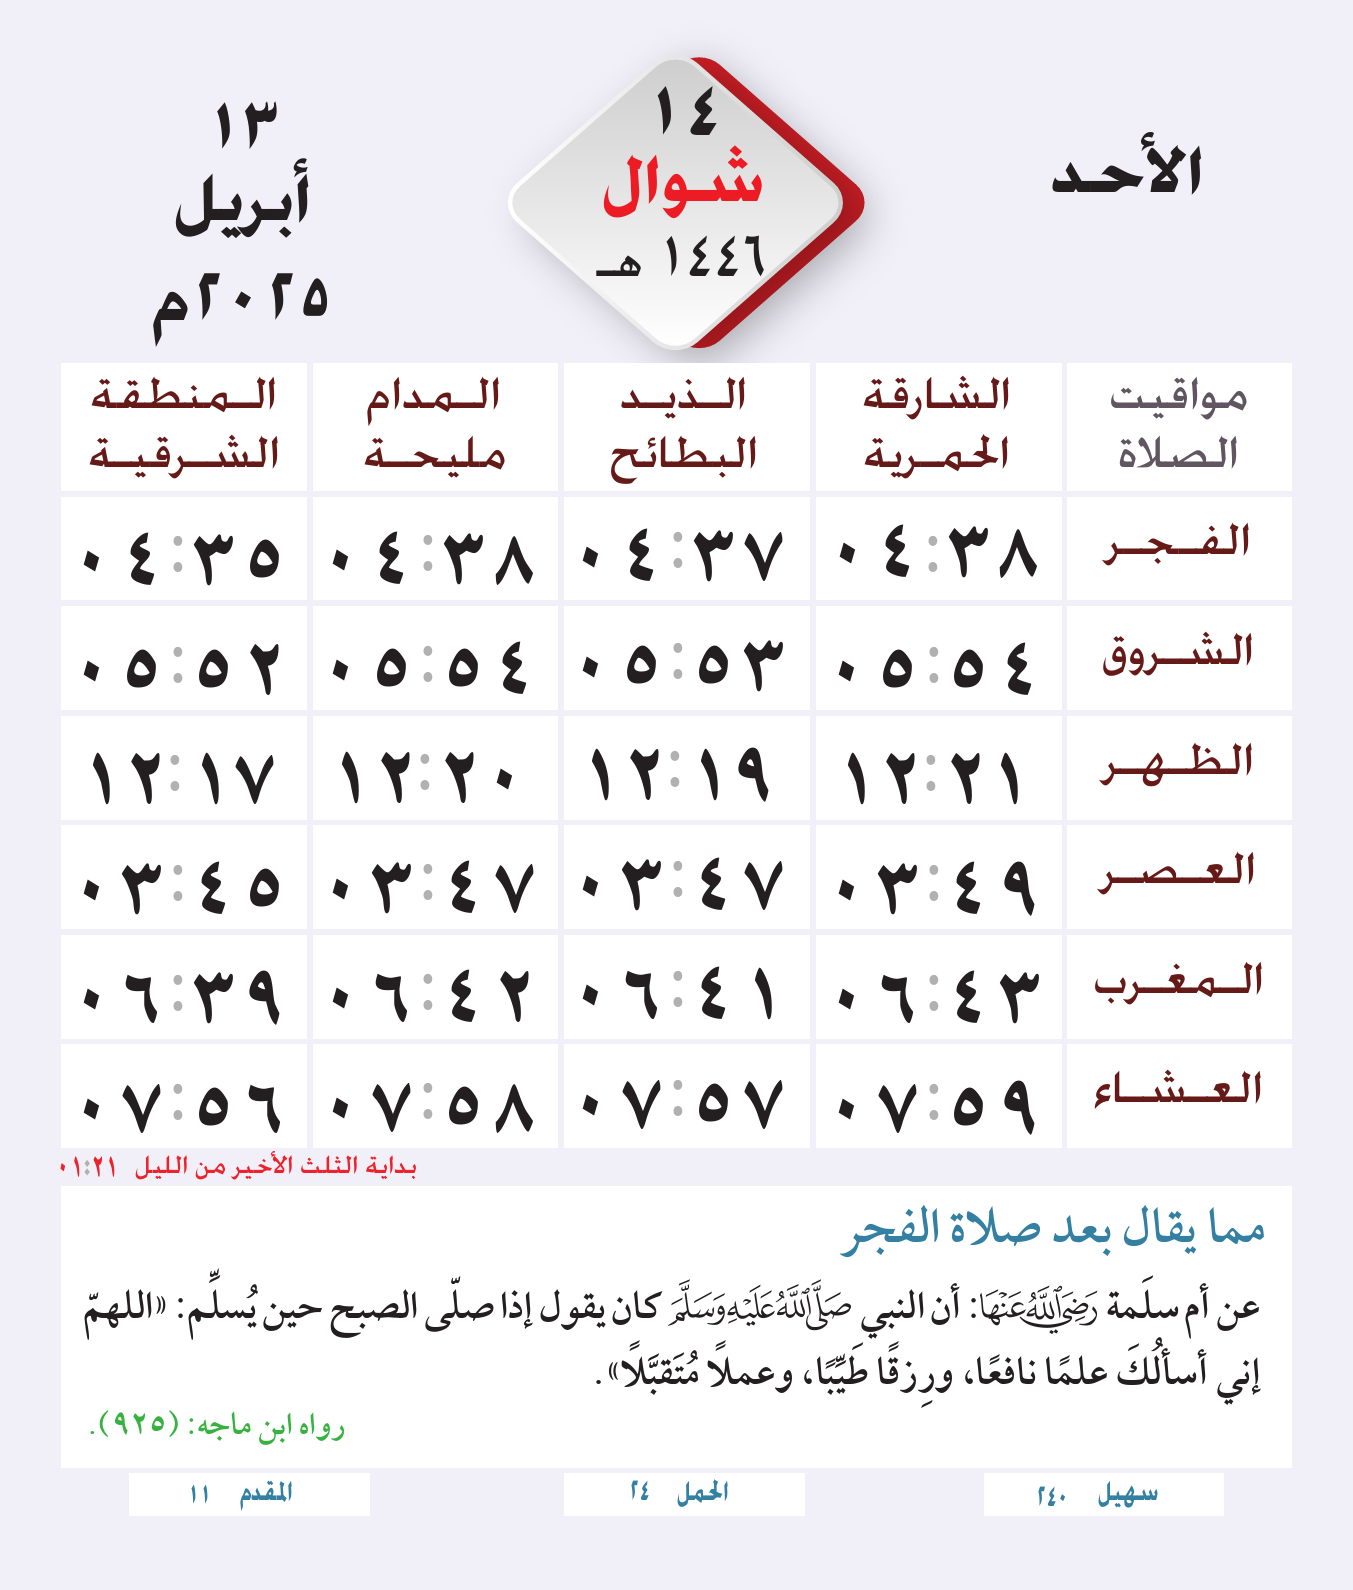 الأحد
١٤
شوال
١٤٤٦ هـ
١٣
أبريل
٢٠٢٥م
مواقيت الصلاة
الشارقة الحمرية
الذيد البطائح
المدام مليحة
المنطقة الشرقية
الفجر ٠٤:٣٨ ٠٤:٣٧ ٠٤:٣٨ ٠٤:٣٥
الشروق ٠٥:٥٤ ٠٥:٥٣ ٠٥:٥٤ ٠٥:٥٢
الظهر ١٢:٢١ ١٢:١٩ ١٢:٢٠ ١٢:١٧
العصر ٠٣:٤٩ ٠٣:٤٧ ٠٣:٤٧ ٠٣:٤٥
المغرب ٠٦:٤٣ ٠٦:٤١ ٠٦:٤٢ ٠٦:٣٩
العشاء ٠٧:٥٩ ٠٧:٥٧ ٠٧:٥٨ ٠٧:٥٦
بداية الثلث الأخير من الليل ٠١:٢١
مما يقال بعد صلاة الفجر
عن أم سلَمة رَضِيَ اللَّهُ عَنْهَا: أن النبي صَلَّى اللَّهُ عَلَيْهِ وَسَلَّمَ كان يقول إذا صلّى الصبح حين يُسلِّم: «اللهمّ
إني أسألُكَ علمًا نافعًا، ورِزقًا طَيِّبًا، وعملاً مُتَقبَّلاً».
رواه ابن ماجه: (٩٢٥).
سهيل ٢٤٠
الحمل ٢٤
المقدم ١١